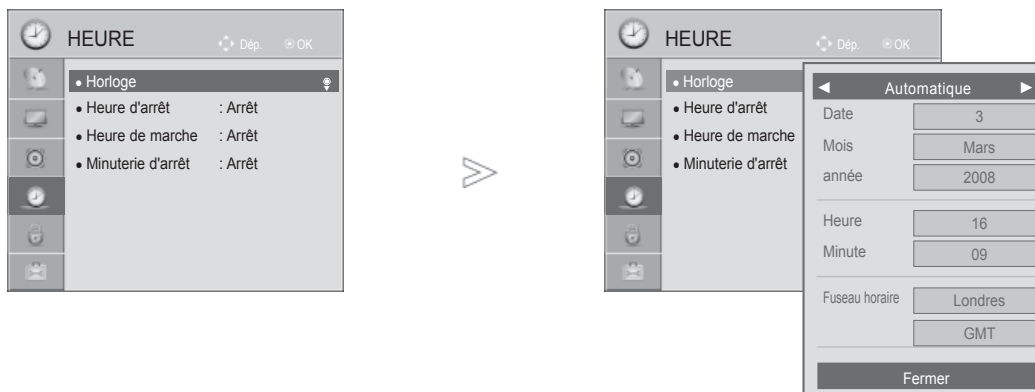 HEURE
Dép. OK
• Horloge
• Heure d'arrêt : Arrêt
• Heure de marche : Arrêt
• Minuterie d'arrêt : Arrêt
HEURE
Dép. OK
• Horloge
• Heure d'arrêt
• Heure de marche
• Minuterie d'arrêt
◄ Automatique ►
Date 3
Mois Mars
année 2008
Heure 16
Minute 09
Fuseau horaire Londres
GMT
Fermer